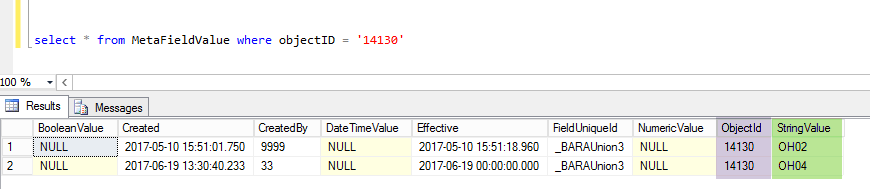 select * from MetaFieldValue where objectID = '14130'
100 %
Results Messages
BooleanValue Created CreatedBy DateTimeValue Effective FieldUniqueId NumericValue ObjectId StringValue
1 NULL 2017-05-10 15:51:01.750 9999 NULL 2017-05-10 15:51:18.960 _BARAUnion3 NULL 14130 OH02
2 NULL 2017-06-19 13:30:40.233 33 NULL 2017-06-19 00:00:00.000 _BARAUnion3 NULL 14130 OH04